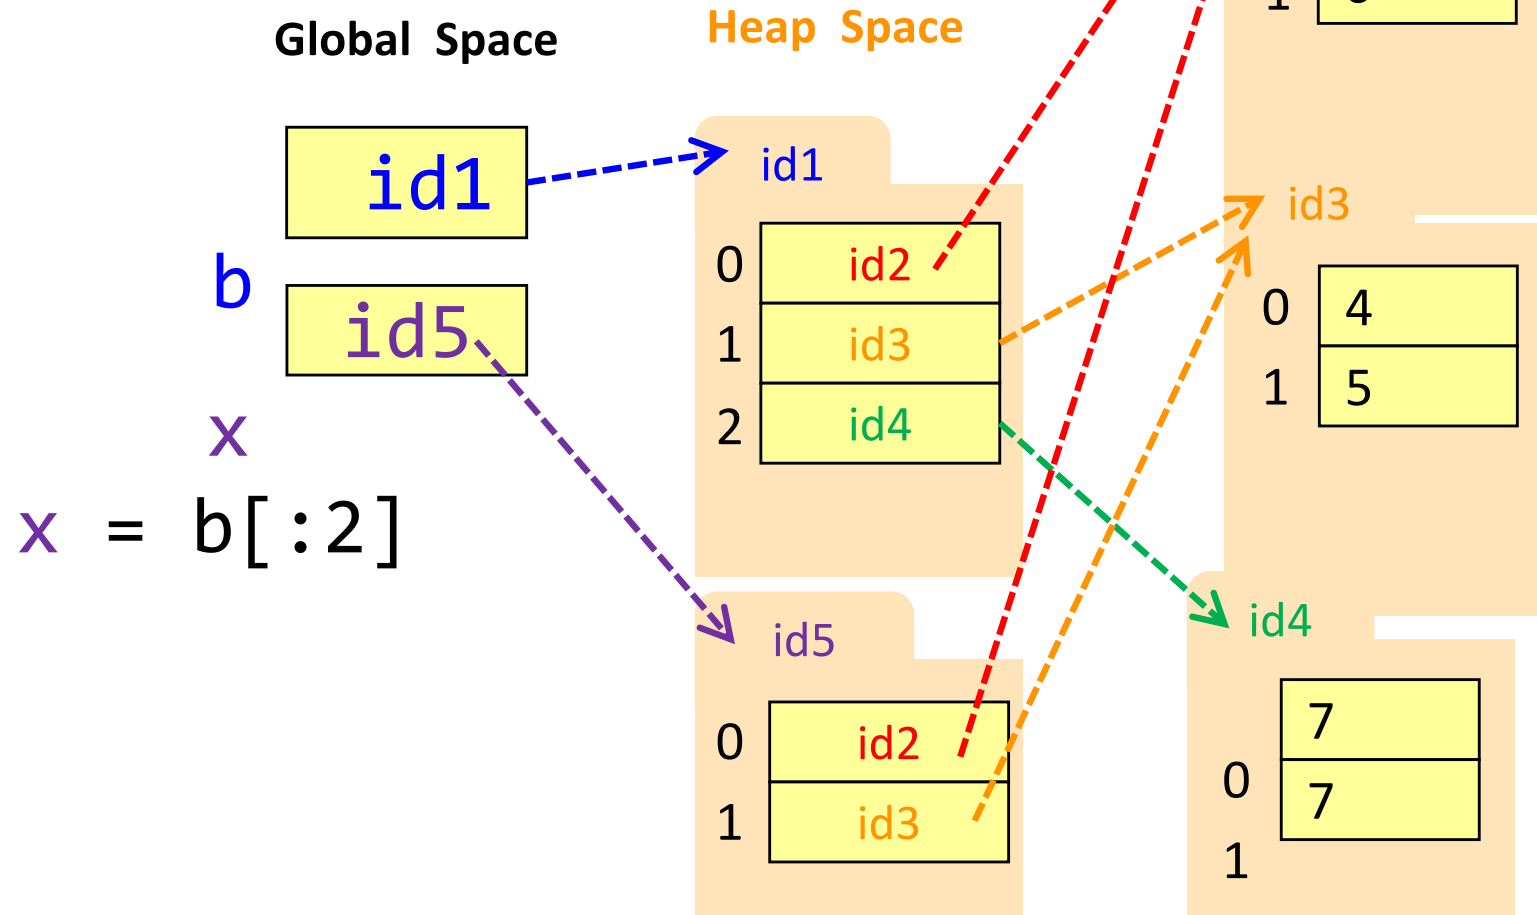 Global Space
Heap Space
1
id1
id1
id3
b
0 id2
0 4
id5
1 id3
1 5
x
2 id4
x = b[:2]
id5
id4
0 id2
7
0
1 id3
7
1